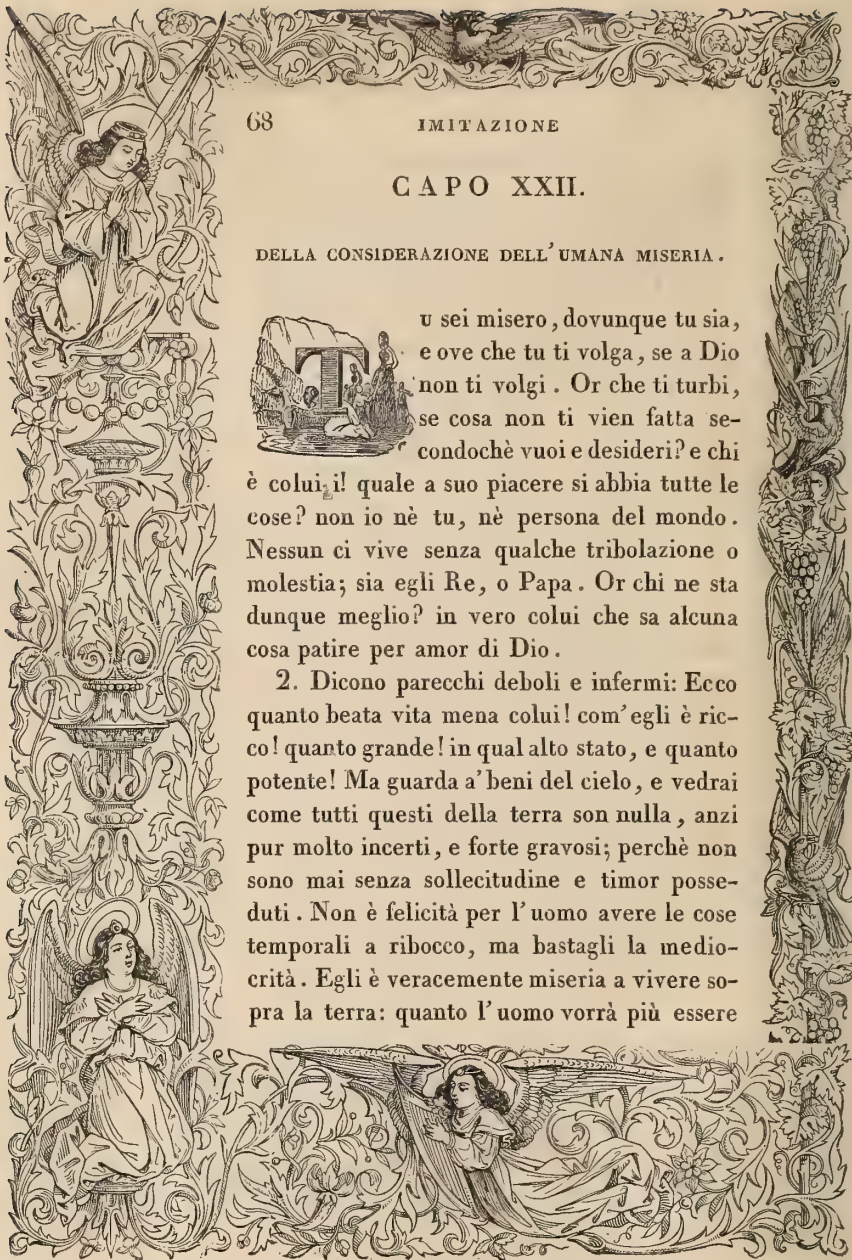 68 IMITAZIONE
CAPO XXII.
DELLA CONSIDERAZIONE DELL'UMANA MISERIA.
Tu sei misero, dovunque tu sia,
e ove che tu ti volga, se a Dio
non ti volgi. Or che ti turbi,
se cosa non ti vien fatta se-
condochè vuoi e desideri? e chi
è colui, i! quale a suo piacere si abbia tutte le
cose? non io nè tu, nè persona del mondo.
Nessun ci vive senza qualche tribolazione o
molestia; sia egli Re, o Papa. Or chi ne sta
dunque meglio? in vero colui che sa alcuna
cosa patire per amor di Dio.
2. Dicono parecchi deboli e infermi: Ecco
quanto beata vita mena colui! com'egli è ric-
co! quanto grande! in qual alto stato, e quanto
potente! Ma guarda a' beni del cielo, e vedrai
come tutti questi della terra son nulla, anzi
pur molto incerti, e forte gravosi; perchè non
sono mai senza sollecitudine e timor posse-
duti. Non è felicità per l'uomo avere le cose
temporali a ribocco, ma bastagli la medio-
crità. Egli è veracemente miseria a vivere so-
pra la terra: quanto l'uomo vorrà più essere